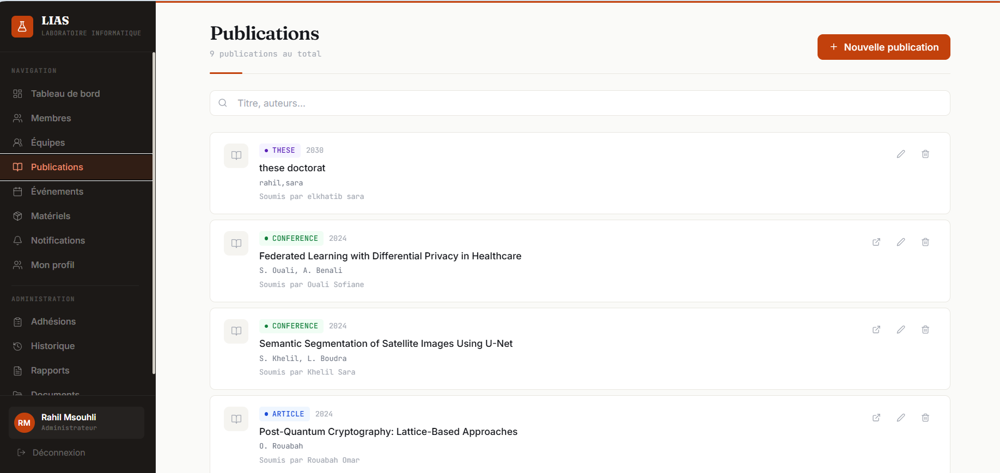 LIAS
LABORATOIRE INFORMATIQUE
NAVIGATION
Tableau de bord
Membres
Équipes
Publications
Événements
Matériels
Notifications
Mon profil
ADMINISTRATION
Adhésions
Historique
Rapports
Documents
RM
Rahil Msouhli
Administrateur
Déconnexion
Publications
9 publications au total
+ Nouvelle publication
Titre, auteurs...
• THESE 2030
these doctorat
rahil,sara
Soumis par elkhatib sara
• CONFERENCE 2024
Federated Learning with Differential Privacy in Healthcare
S. Ouali, A. Benali
Soumis par Ouali Sofiane
• CONFERENCE 2024
Semantic Segmentation of Satellite Images Using U-Net
S. Khelil, L. Boudra
Soumis par Khelil Sara
• ARTICLE 2024
Post-Quantum Cryptography: Lattice-Based Approaches
O. Rouabah
Soumis par Rouabah Omar